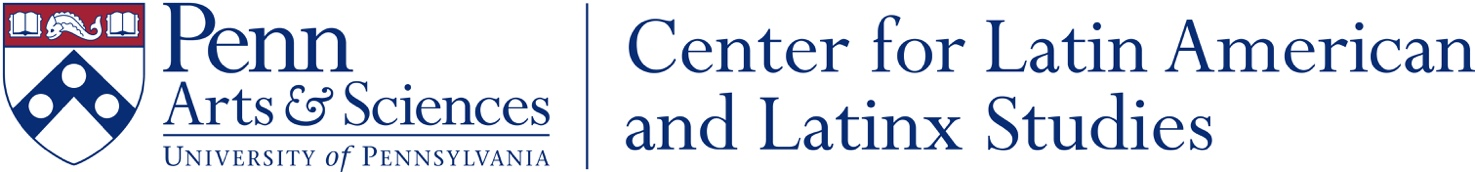 Penn
Arts & Sciences
UNIVERSITY of PENNSYLVANIA
Center for Latin American
and Latinx Studies